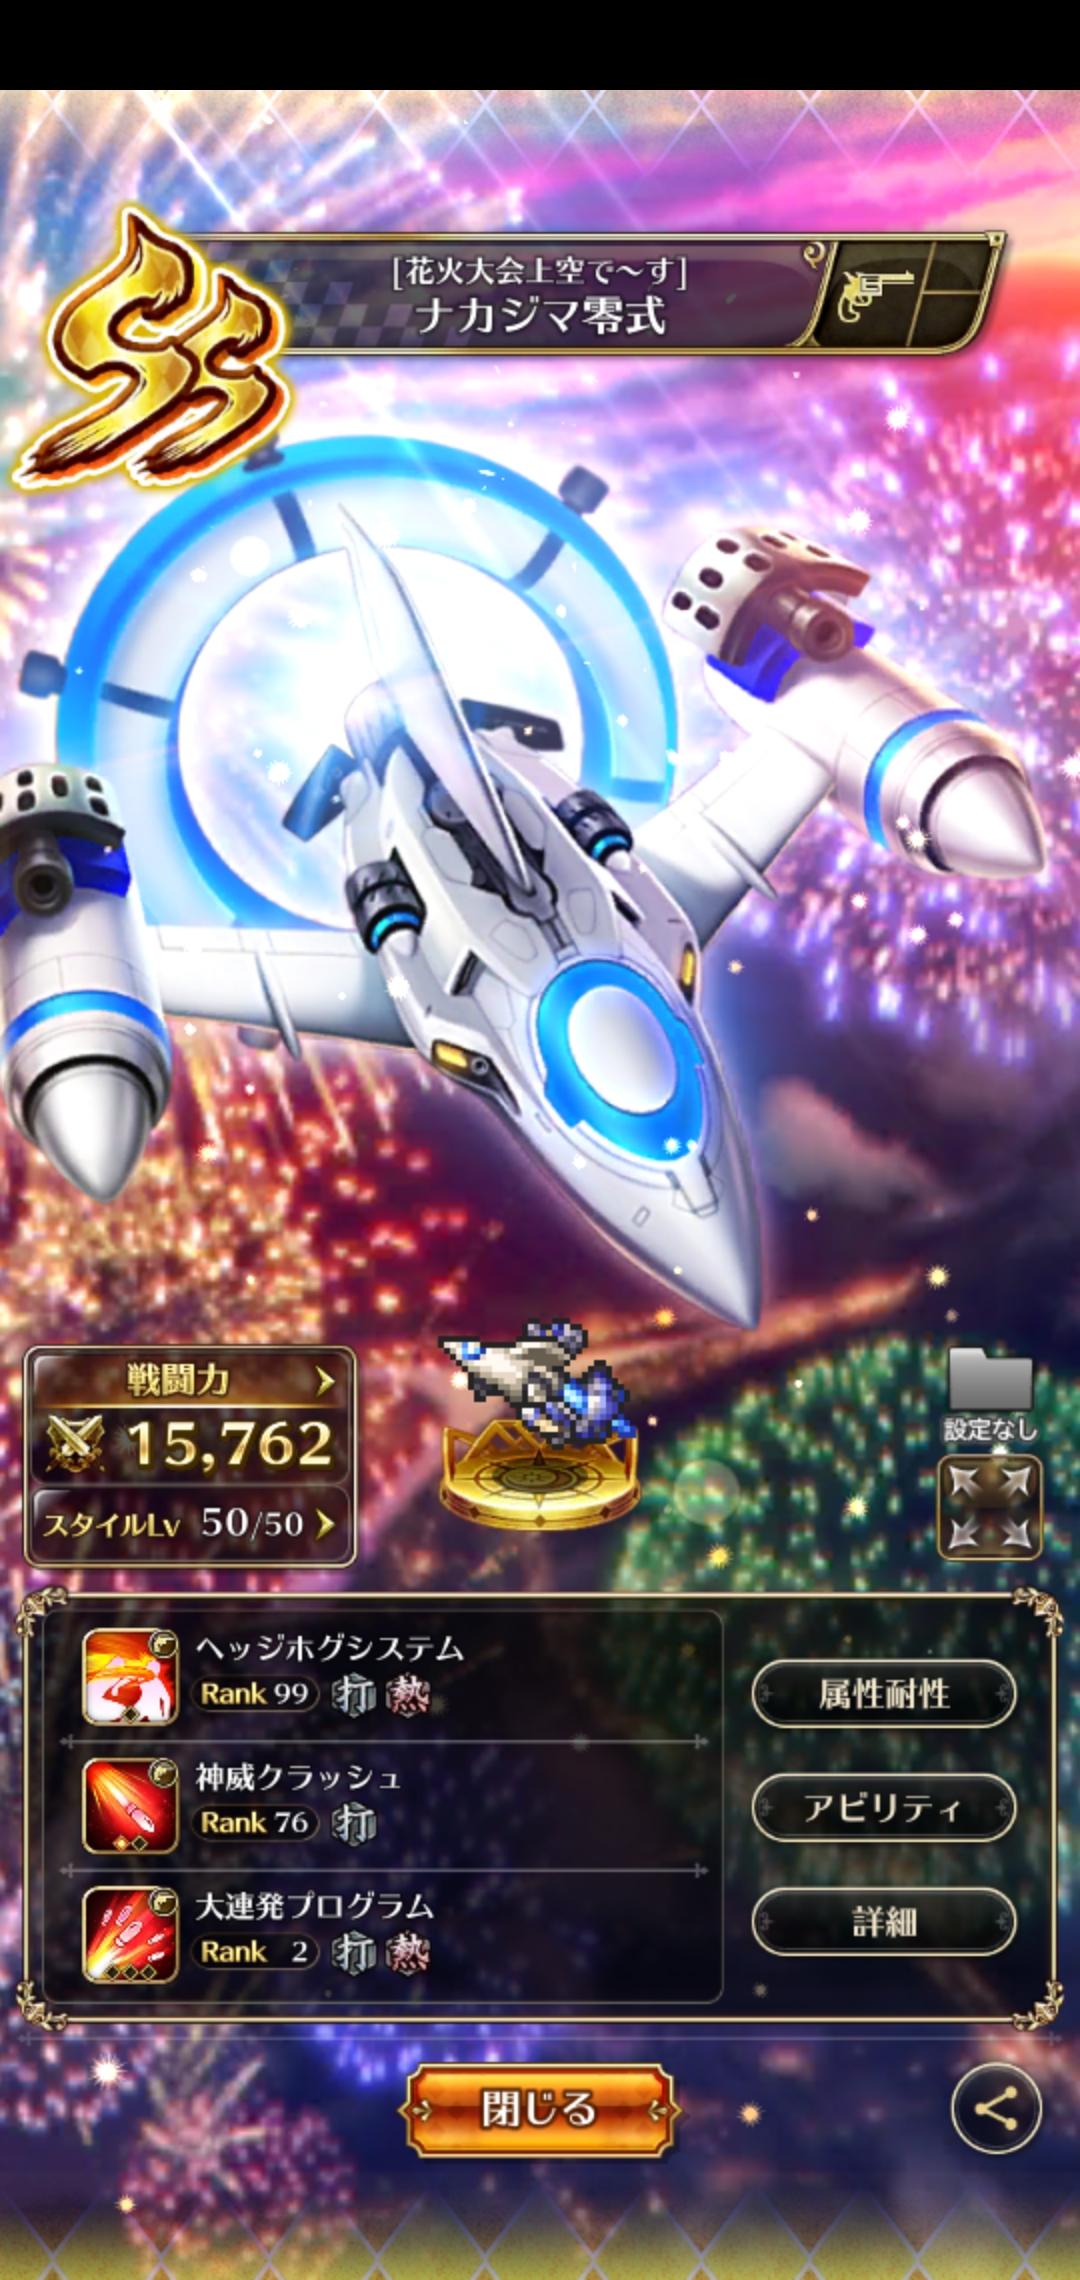 SS
[花火大会上空で～す]
ナカジマ零式
戦闘力
15,762
スタイルLv 50/50
設定なし
ヘッジホグシステム
Rank 99 打 熱
神威クラッシュ
Rank 76 打
大連発プログラム
Rank 2 打 熱
属性耐性
アビリティ
詳細
閉じる